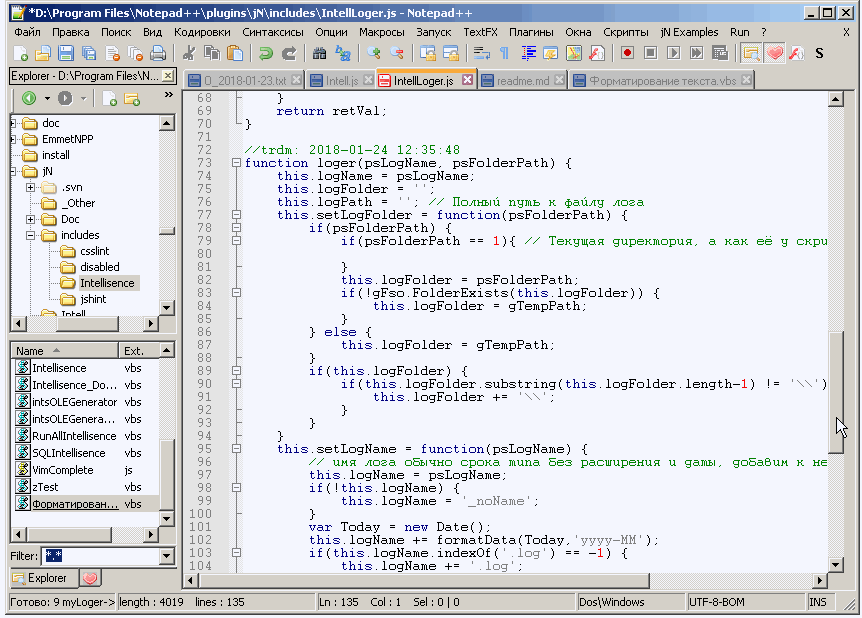 *D:\Program Files\Notepad++\plugins\jN\includes\IntellLoger.js - Notepad++
Файл Правка Поиск Вид Кодировки Синтаксисы Опции Макросы Запуск TextFX Плагины Окна Скрипты jN Examples Run ? X
S
Explorer - D:\Program Files\N...
0_2018-01-23.txt Intell.js IntellLoger.js readme.md Форматирование текста.vbs
doc
EmmetNPP
install
jN
.svn
_Other
Doc
includes
csslint
disabled
Intellisence
jshint
Intell
Name Ext.
Intellisence vbs
Intellisence_Do... vbs
intsOLEGenerator vbs
intsOLEGenera... vbs
RunAllIntellisence vbs
SQLIntellisence vbs
VimComplete js
zTest vbs
Форматирован... vbs
Filter: *.*
Explorer
68 }
69 return retVal;
70 }
71
72 //trdm: 2018-01-24 12:35:48
73 function loger(psLogName, psFolderPath) {
74 this.logName = psLogName;
75 this.logFolder = '';
76 this.logPath = ''; // Полный путь к файлу лога
77 this.setLogFolder = function(psFolderPath) {
78 if(psFolderPath) {
79 if(psFolderPath == 1){ // Текущая директория, а как её у скри
80
81 }
82 this.logFolder = psFolderPath;
83 if(!gFso.FolderExists(this.logFolder)) {
84 this.logFolder = gTempPath;
85 }
86 } else {
87 this.logFolder = gTempPath;
88 }
89 if(this.logFolder) {
90 if(this.logFolder.substring(this.logFolder.length-1) != '\\')
91 this.logFolder += '\\';
92 }
93 }
94 }
95 this.setLogName = function(psLogName) {
96 // имя лога обычно срока типа без расширения и даты, добавим к не
97 this.logName = psLogName;
98 if(!this.logName) {
99 this.logName = '_noName';
100 }
101 var Today = new Date();
102 this.logName += formatData(Today,'yyyy-MM');
103 if(this.logName.indexOf('.log') == -1) {
104 this.logName += '.log';
Готово: 9 myLoger-> length : 4019 lines : 135 Ln : 135 Col : 1 Sel : 0 | 0 Dos\Windows UTF-8-BOM INS